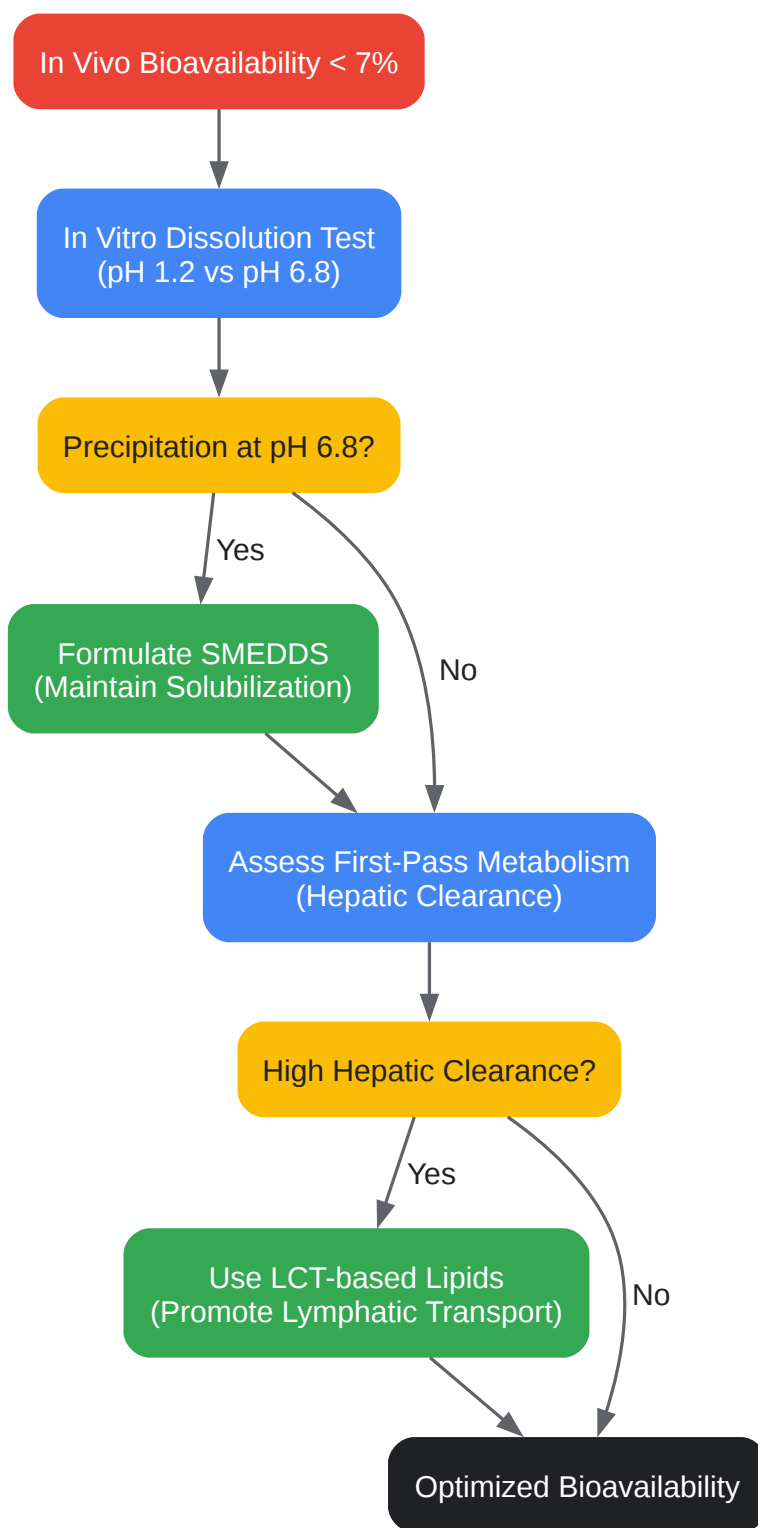 In Vivo Bioavailability < 7%
In Vitro Dissolution Test
(pH 1.2 vs pH 6.8)
Precipitation at pH 6.8?
Yes
Formulate SMEDDS
(Maintain Solubilization)
No
Assess First-Pass Metabolism
(Hepatic Clearance)
High Hepatic Clearance?
Yes
Use LCT-based Lipids
(Promote Lymphatic Transport)
No
Optimized Bioavailability